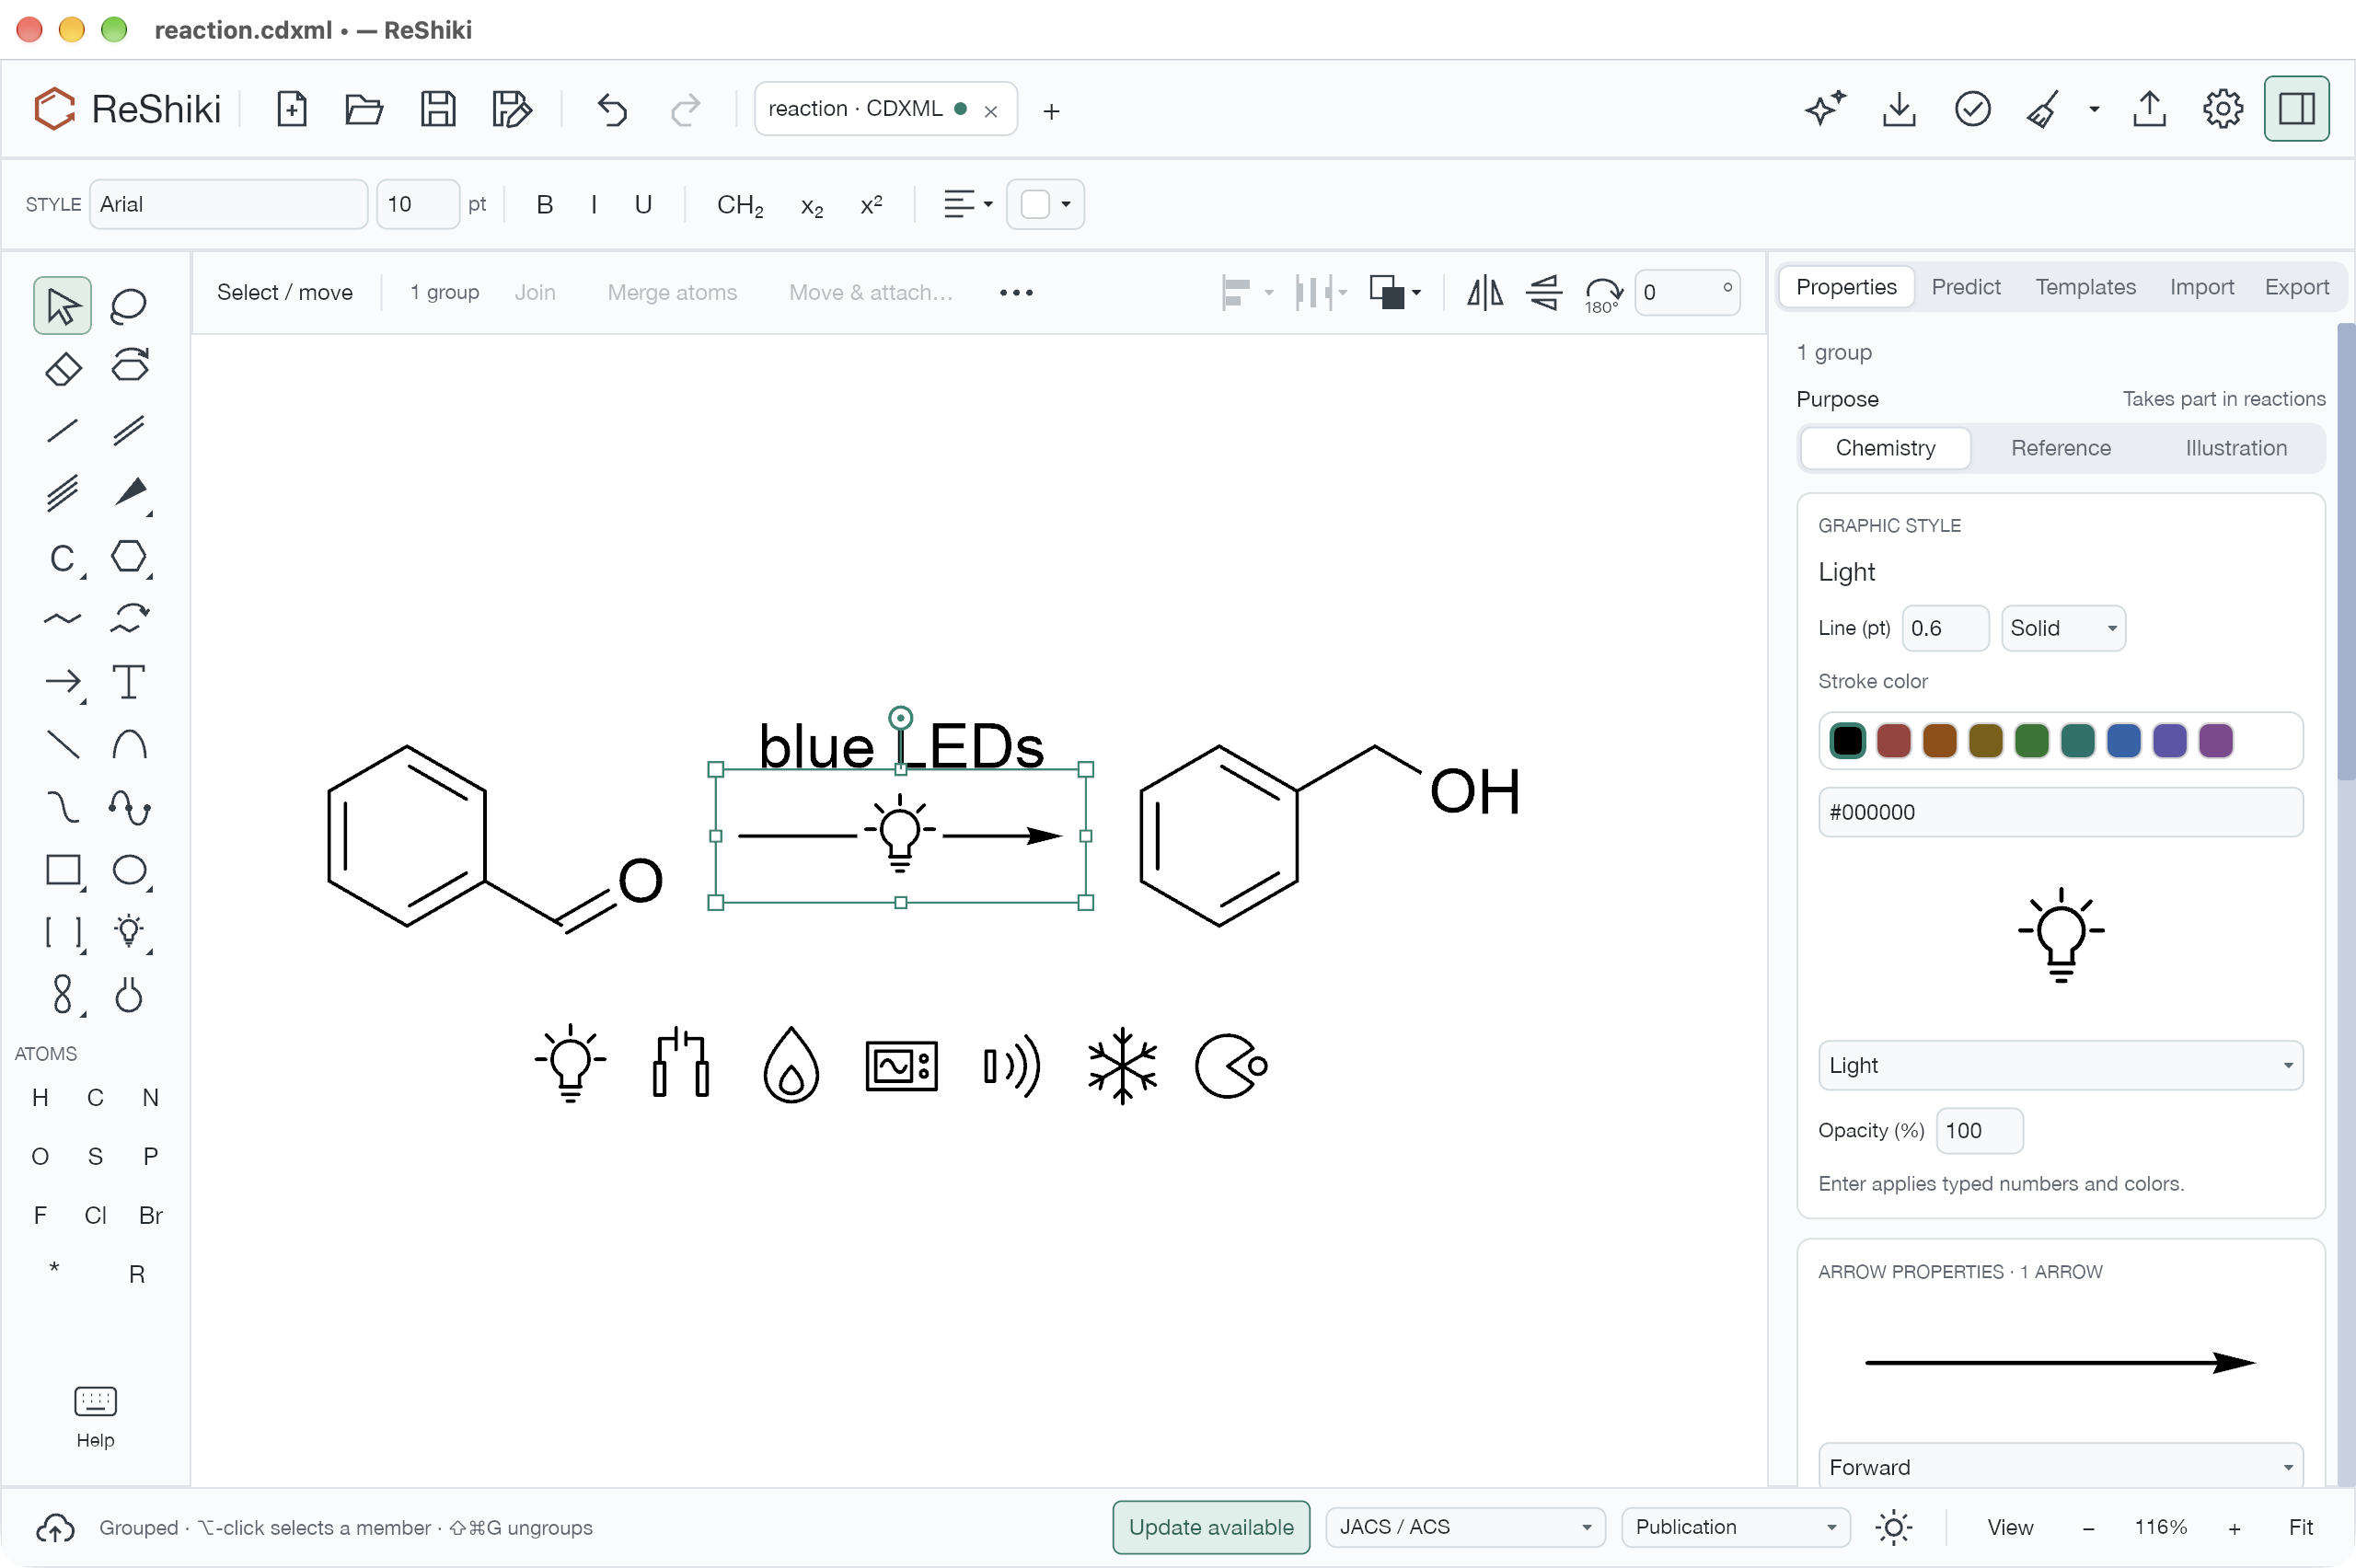 reaction.cdxml • — ReShiki
ReShiki
reaction · CDXML
STYLE Arial 10 pt B I U CH₂ x₂ x²
Select / move 1 group Join Merge atoms Move & attach... 180° 0 °
Properties Predict Templates Import Export
1 group
Purpose Takes part in reactions
Chemistry Reference Illustration
GRAPHIC STYLE
Light
Line (pt) 0.6 Solid
Stroke color
#000000
Light
Opacity (%) 100
Enter applies typed numbers and colors.
ARROW PROPERTIES · 1 ARROW
Forward
C
T
ATOMS
H C N
O S P
F Cl Br
* R
Help
blue LEDs
O
OH
Grouped · ⌥-click selects a member · ⇧⌘G ungroups
Update available JACS / ACS Publication View − 116% + Fit